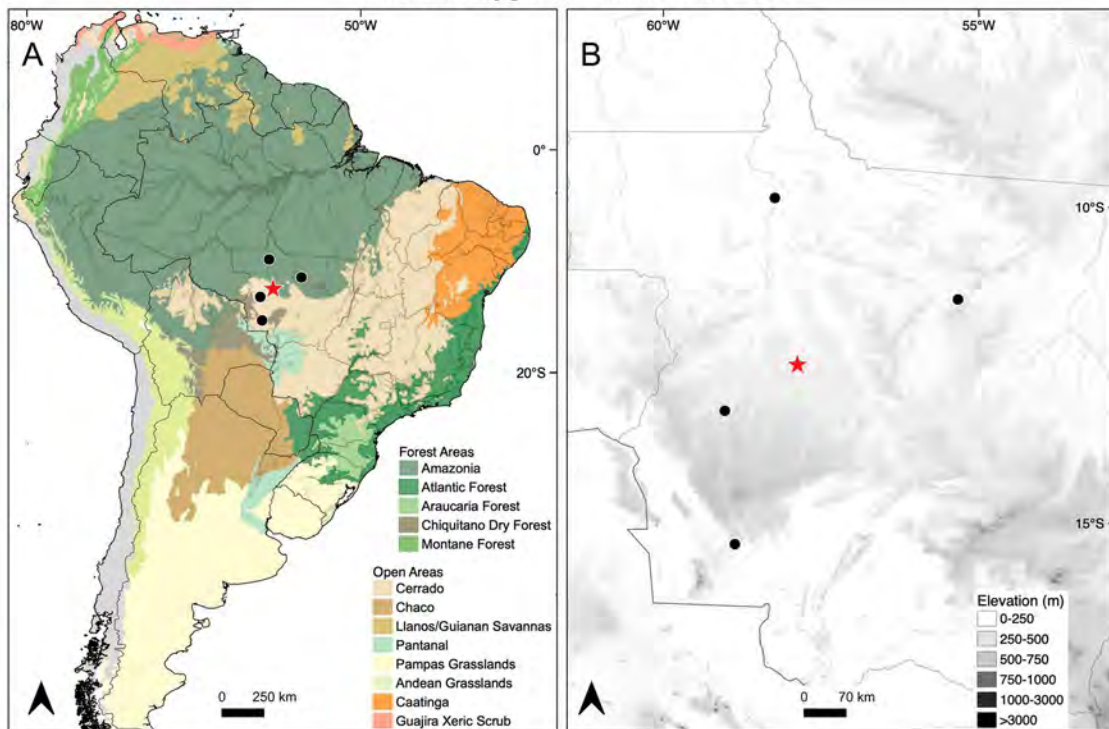 80°W
50°W
A
0°
20°S
Forest Areas
Amazonia
Atlantic Forest
Araucaria Forest
Chiquitano Dry Forest
Montane Forest
Open Areas
Cerrado
Chaco
Llanos/Guianan Savannas
Pantanal
Pampas Grasslands
Andean Grasslands
Caatinga
Guajira Xeric Scrub
0 250 km
60°W
55°W
B
10°S
15°S
Elevation (m)
0-250
250-500
500-750
750-1000
1000-3000
>3000
0 70 km